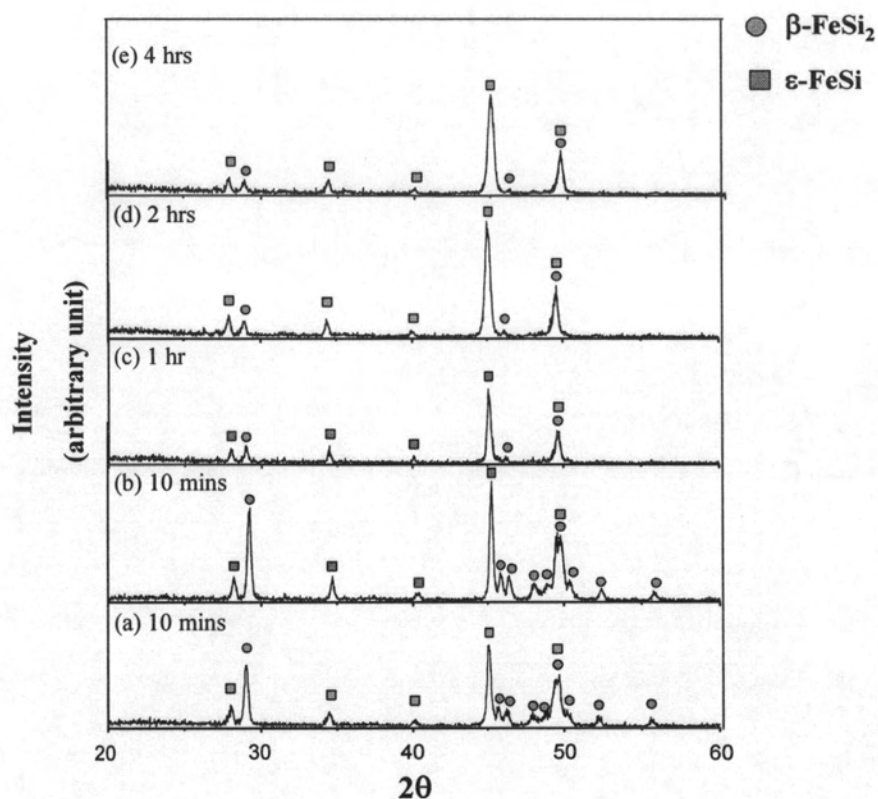 β-FeSi₂
ε-FeSi
(e) 4 hrs
(d) 2 hrs
(c) 1 hr
(b) 10 mins
(a) 10 mins
Intensity
(arbitrary unit)
20 30 40 50 60
2θ